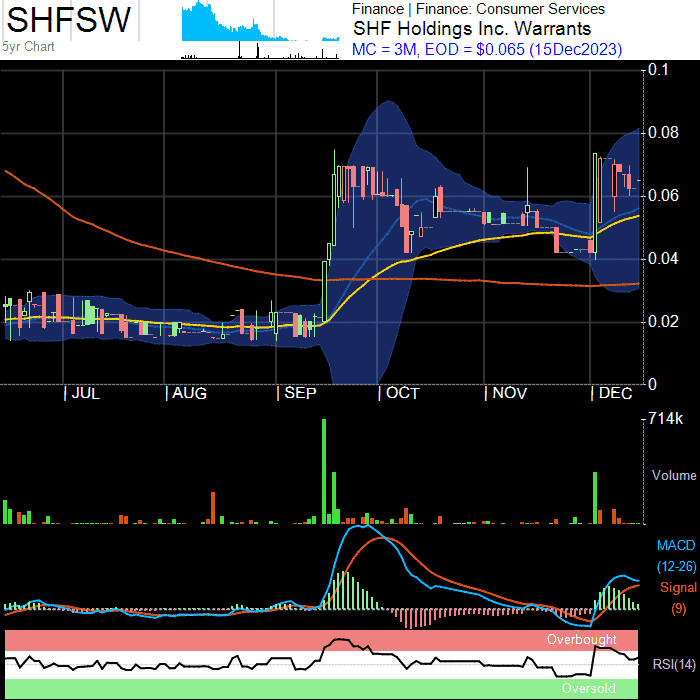 SHFSW
5yr Chart
Finance | Finance: Consumer Services
SHF Holdings Inc. Warrants
MC = 3M, EOD = $0.065 (15Dec2023)
0.1
0.08
0.06
0.04
0.02
0
| JUL | AUG | SEP | OCT | NOV | DEC
714k
Volume
MACD
(12-26)
Signal
(9)
Overbought
RSI(14)
Oversold